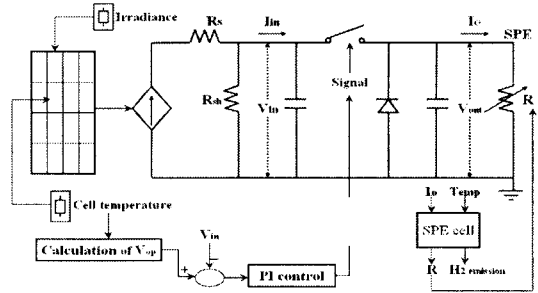 Irradiance
Rs
Iin
Io
SPE
Signal
Rsh
Vin
Vout
R
Cell temperature
Io
Temp
Calculation of Vop
Vin
+
−
PI control
SPE cell
R
H2 emission